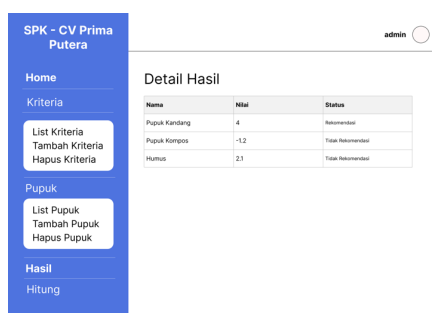 SPK - CV Prima
Putera
admin
Home
Kriteria
List Kriteria
Tambah Kriteria
Hapus Kriteria
Pupuk
List Pupuk
Tambah Pupuk
Hapus Pupuk
Hasil
Hitung
Detail Hasil
Nama Nilai Status
Pupuk Kandang 4 Rekomendasi
Pupuk Kompos -1.2 Tidak Rekomendasi
Humus 2.1 Tidak Rekomendasi